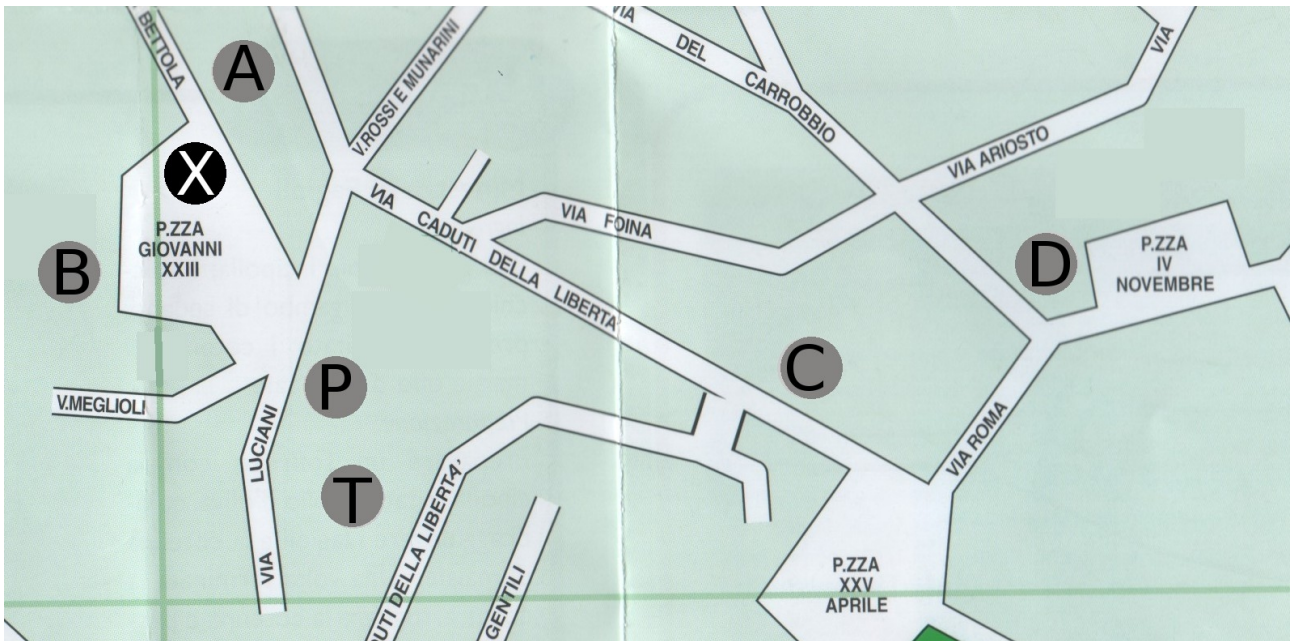 . BETTOLA
A
V.ROSSI E MUNARINI
VIA
DEL
CARROBBIO
VIA
VIA ARIOSTO
X
VIA CADUTI DELLA LIBERTA'
VIA FOINA
P.ZZA
GIOVANNI
XXIII
B
D
P.ZZA
IV
NOVEMBRE
P
C
V.MEGLIOLI
VIA LUCIANI
VIA ROMA
T
UTI DELLA LIBERTA'
GENTILI
P.ZZA
XXV
APRILE